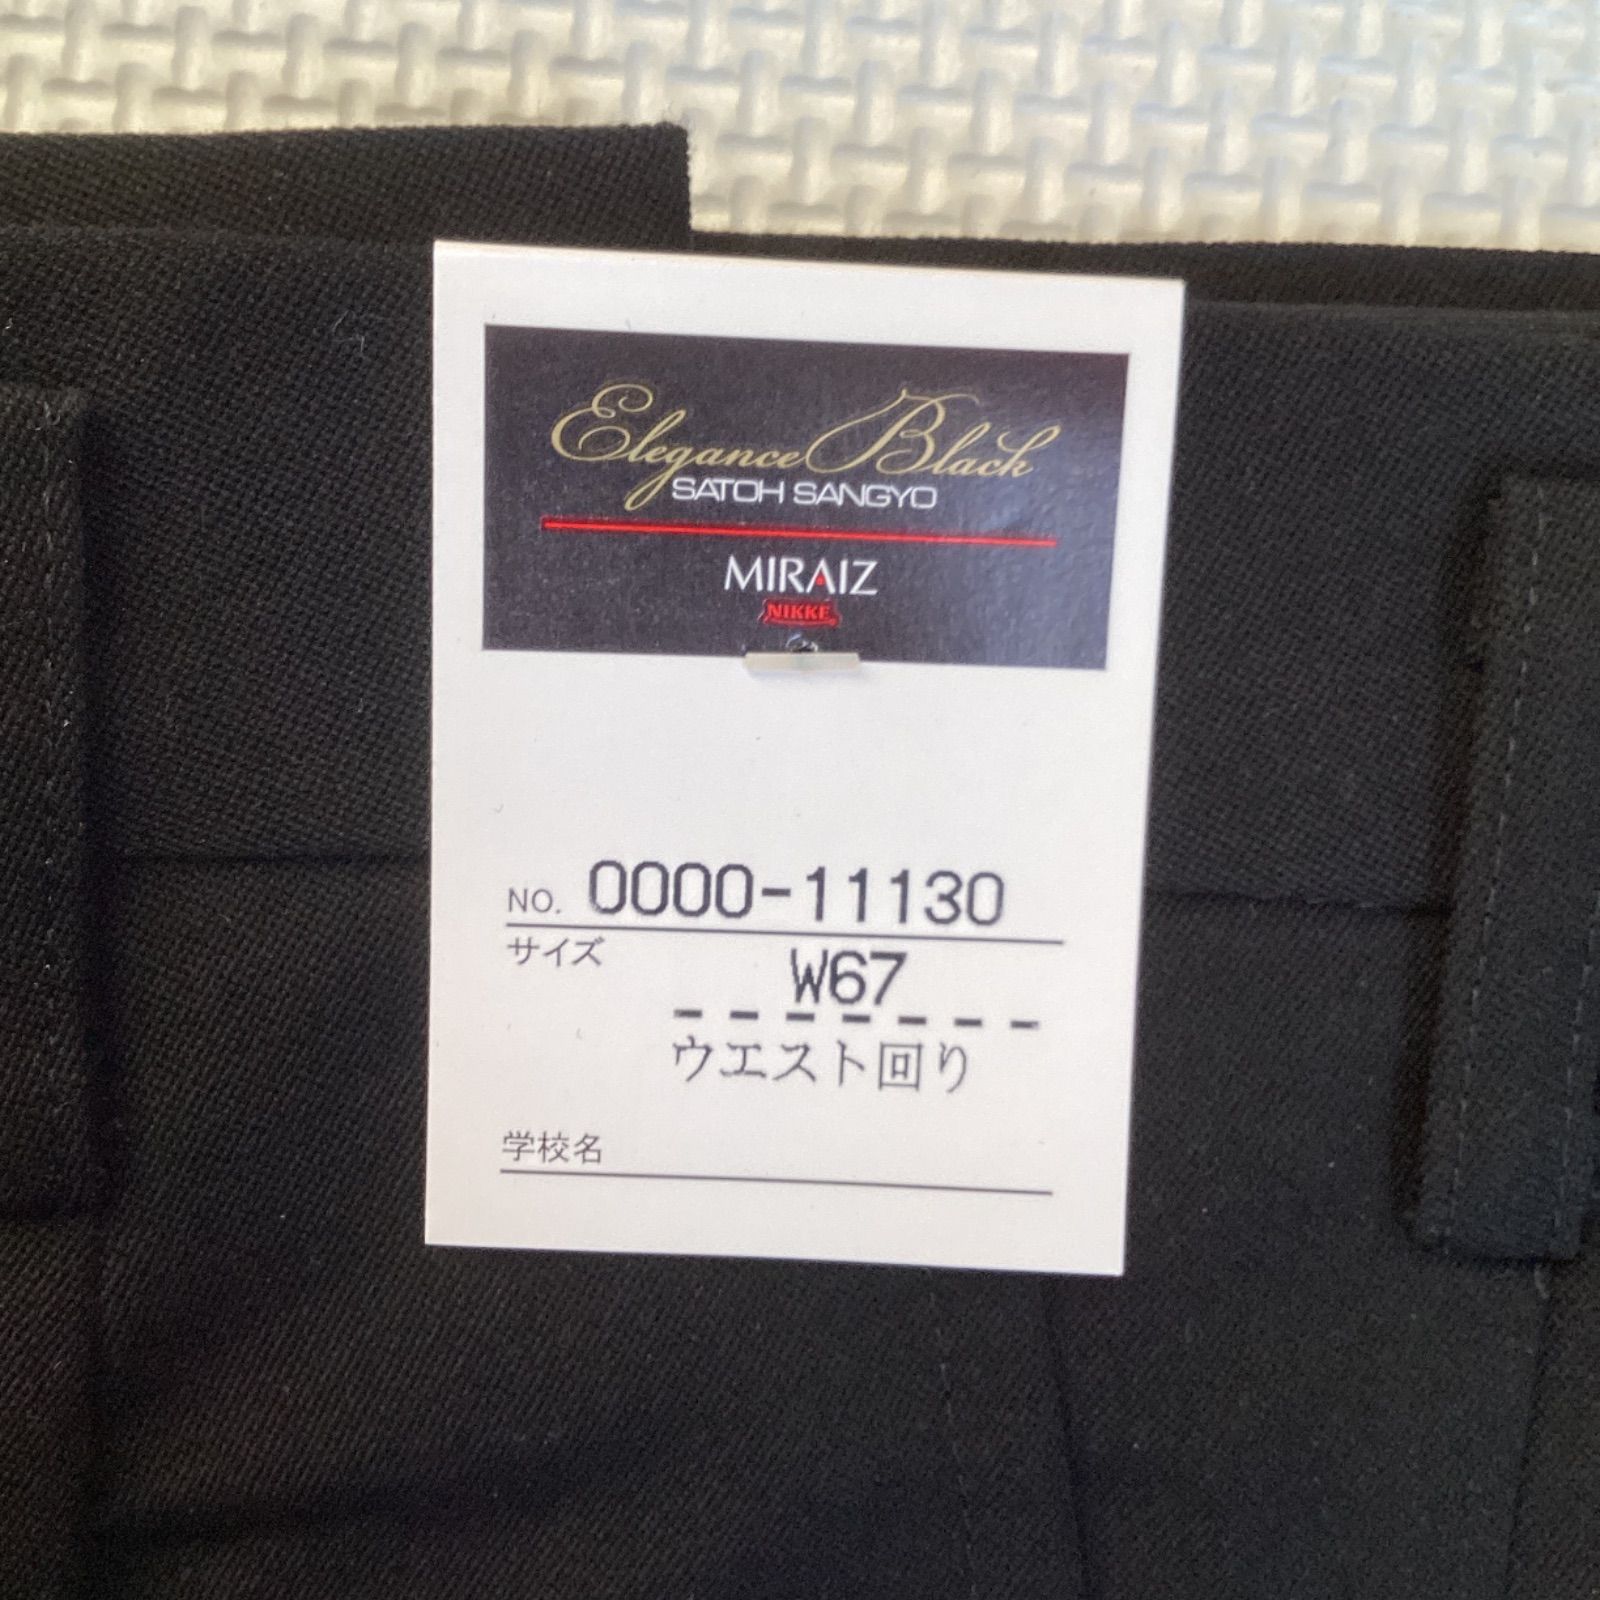 Elegance Black
SATOH SANGYO
MIRAIZ
NIKKE
NO. 0000-11130
サイズ
W67
ウエスト回り
学校名